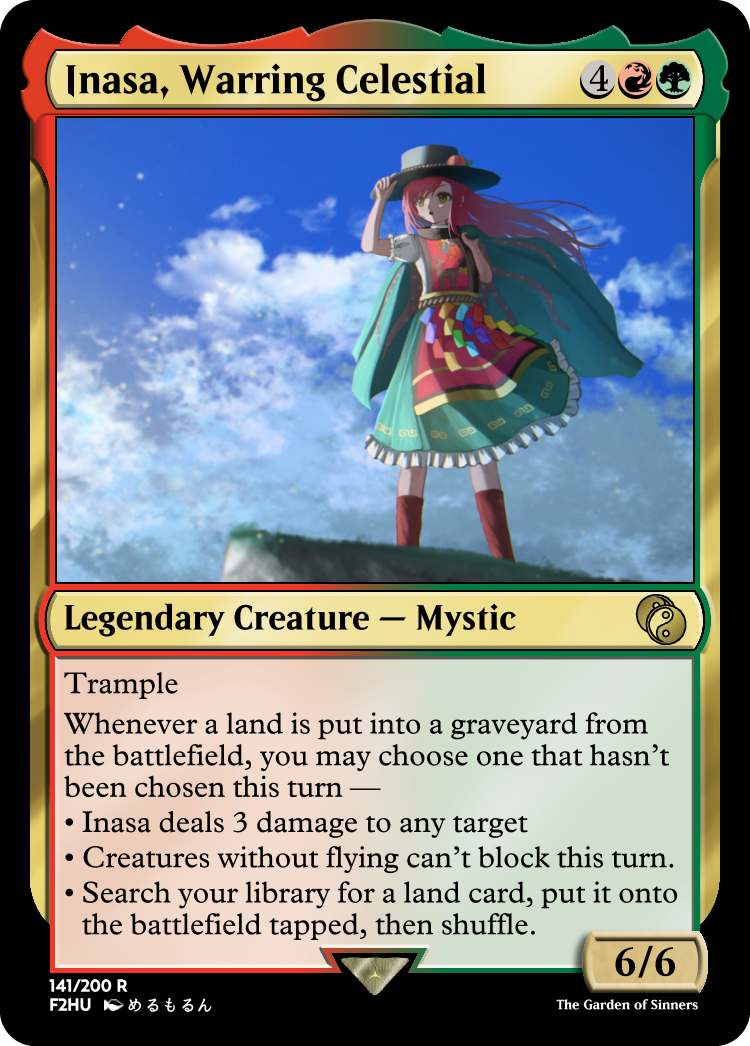 Inasa, Warring Celestial 4
Legendary Creature — Mystic
Trample
Whenever a land is put into a graveyard from
the battlefield, you may choose one that hasn't
been chosen this turn —
• Inasa deals 3 damage to any target
• Creatures without flying can't block this turn.
• Search your library for a land card, put it onto
the battlefield tapped, then shuffle.
6/6
141/200 R
F2HU めるもるん
The Garden of Sinners